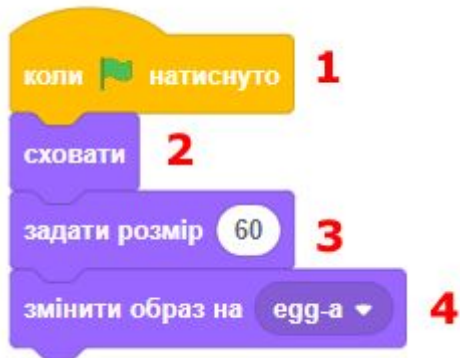 коли натиснуто 1
сховати 2
задати розмір 60 3
змінити образ на egg-a 4